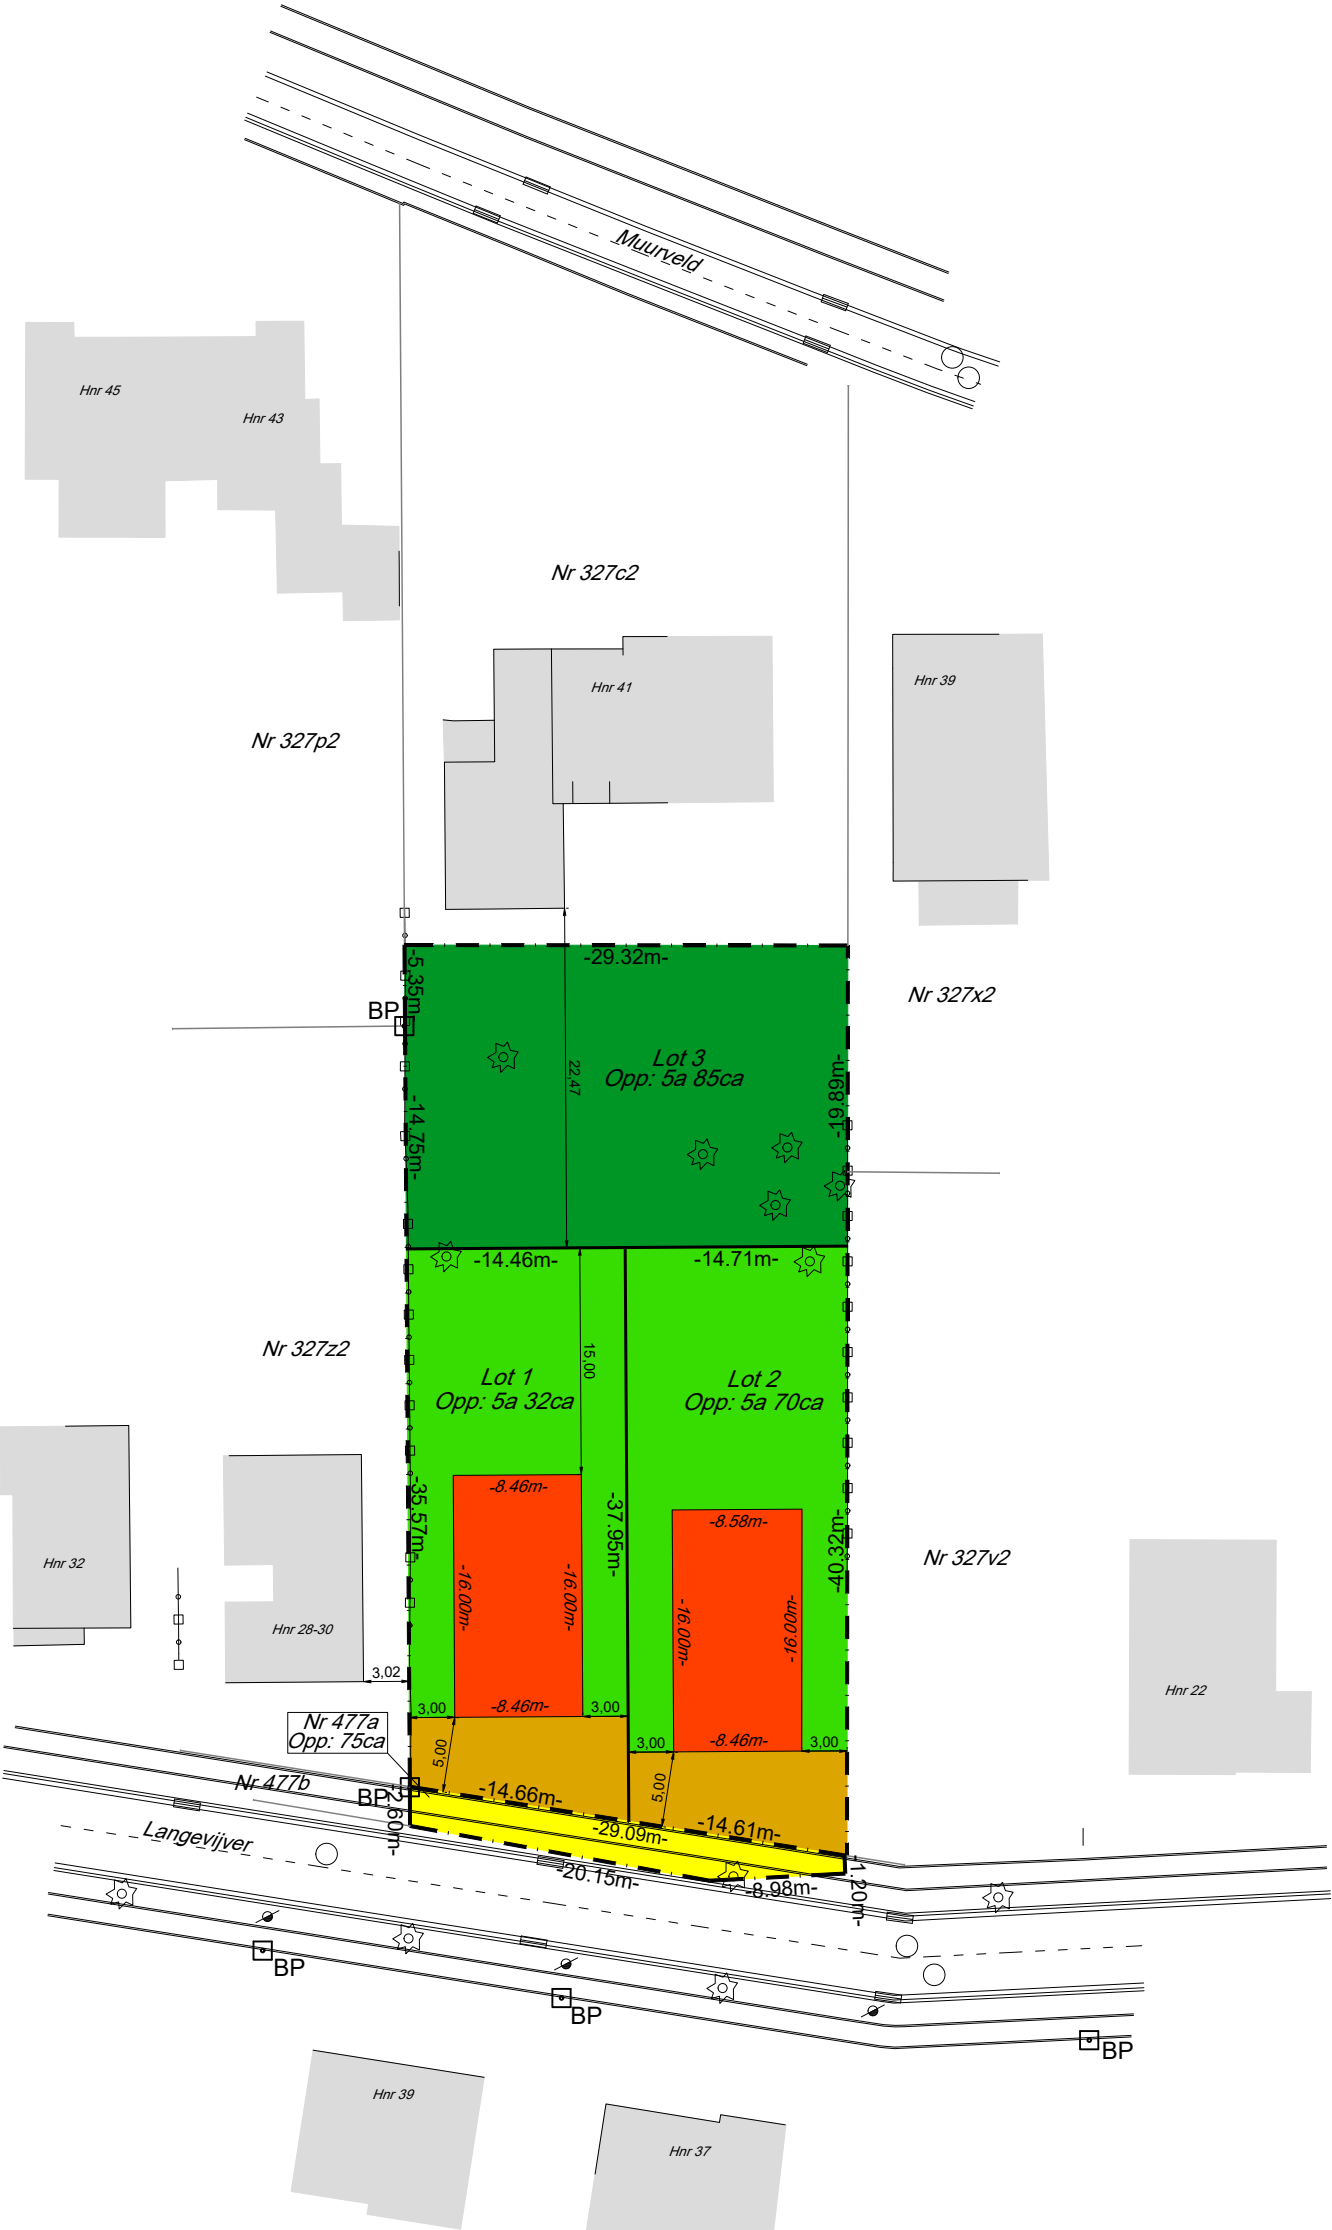 Muurveld
Hnr 45
Hnr 43
Nr 327c2
Hnr 41
Hnr 39
Nr 327p2
-29.32m-
-5.35m-
Nr 327x2
BP
Lot 3
Opp: 5a 85ca
22,47
-19.89m-
-14.75m-
-14.46m-
-14.71m-
Nr 327z2
15,00
Lot 1
Opp: 5a 32ca
Lot 2
Opp: 5a 70ca
-8.46m-
-35.57m-
-37.95m-
-8.58m-
-40.32m-
Nr 327v2
Hnr 32
-16.00m-
-16.00m-
-16.00m-
-16.00m-
Hnr 28-30
3,02
Hnr 22
3,00
-8.46m-
3,00
Nr 477a
Opp: 75ca
5,00
3,00
-8.46m-
3,00
Nr 477b
BP
-2.60m-
-14.66m-
5,00
-14.61m-
-29.09m-
Langevijver
-20.15m-
-8.98m-
-1.20m-
BP
BP
BP
Hnr 39
Hnr 37